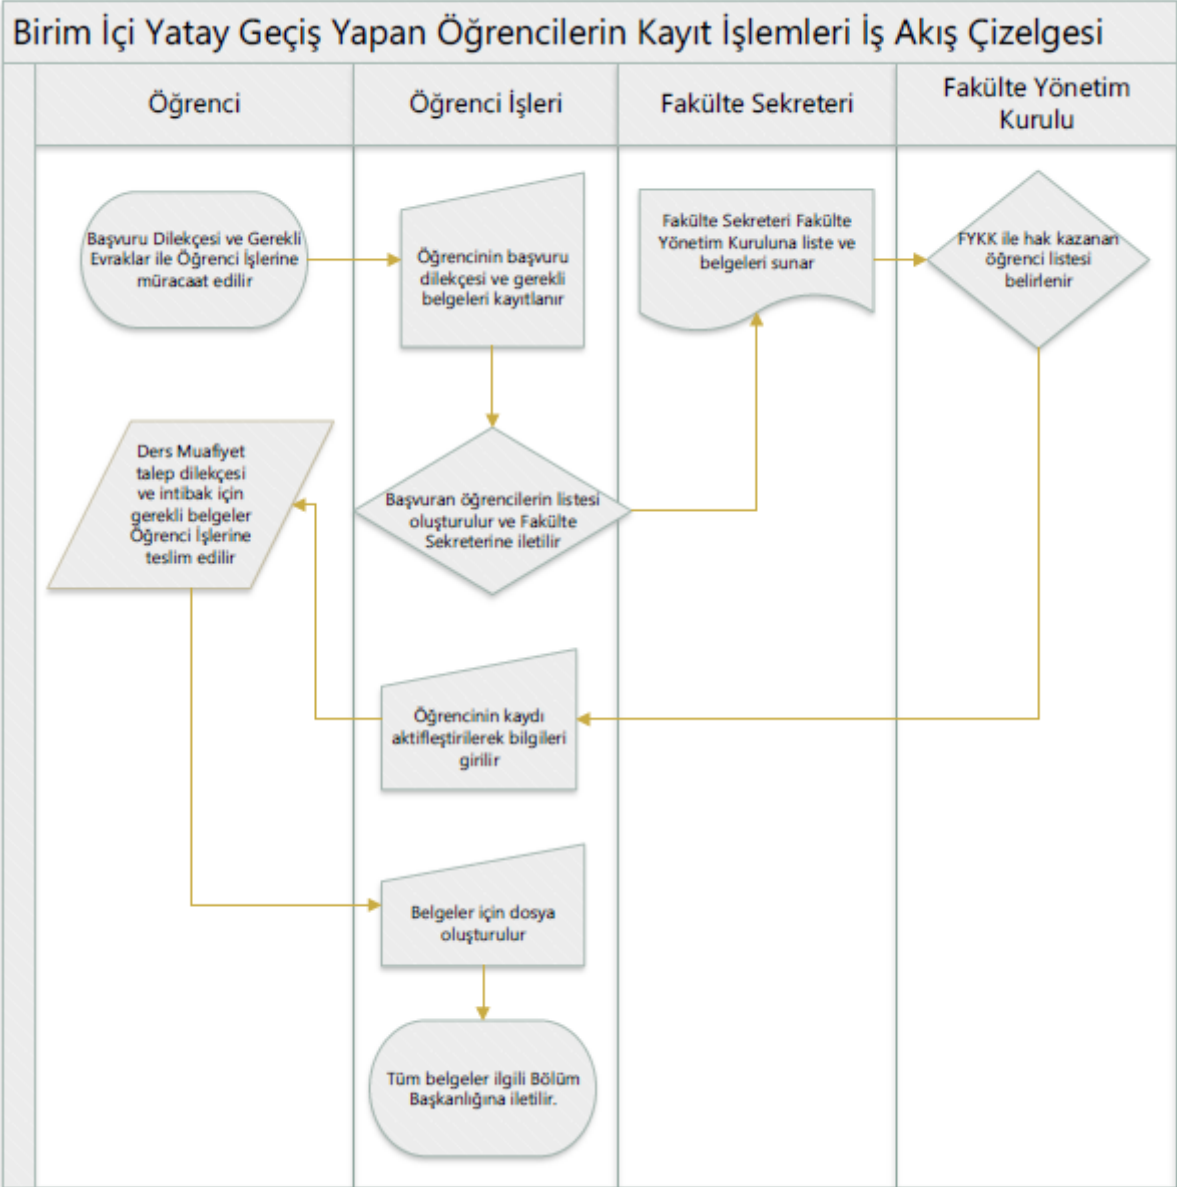 Birim İçi Yatay Geçiş Yapan Öğrencilerin Kayıt İşlemleri İş Akış Çizelgesi
Öğrenci
Öğrenci İşleri
Fakülte Sekreteri
Fakülte Yönetim
Kurulu
Başvuru Dilekçesi ve Gerekli
Evraklar ile Öğrenci İşlerine
müracaat edilir
Öğrencinin başvuru
dilekçesi ve gerekli
belgeleri kayıtlanır
Fakülte Sekreteri Fakülte
Yönetim Kuruluna liste ve
belgeleri sunar
FYKK ile hak kazanan
öğrenci listesi
belirlenir
Ders Muafiyet
talep dilekçesi
ve intibak için
gerekli belgeler
Öğrenci İşlerine
teslim edilir
Başvuran öğrencilerin listesi
oluşturulur ve Fakülte
Sekreterine iletilir
Öğrencinin kaydı
aktifleştirilerek bilgileri
girilir
Belgeler için dosya
oluşturulur
Tüm belgeler ilgili Bölüm
Başkanlığına iletilir.